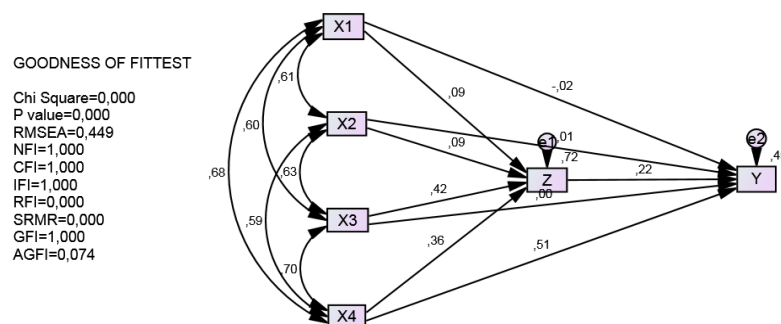 GOODNESS OF FITTEST
Chi Square=0,000
P value=0,000
RMSEA=0,449
NFI=1,000
CFI=1,000
IFI=1,000
RFI=0,000
SRMR=0,000
GFI=1,000
AGFI=0,074
X1
,61
,09
-,02
,60
X2
,09
,01
e1
e2
,72
,4
,68
,63
Z
,22
Y
,42
,00
,59
X3
,36
,51
,70
X4